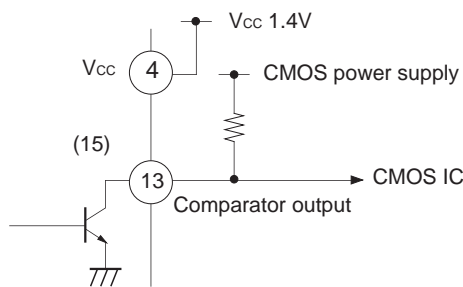 Vcc 1.4V
Vcc
4
CMOS power supply
(15)
13
CMOS IC
Comparator output